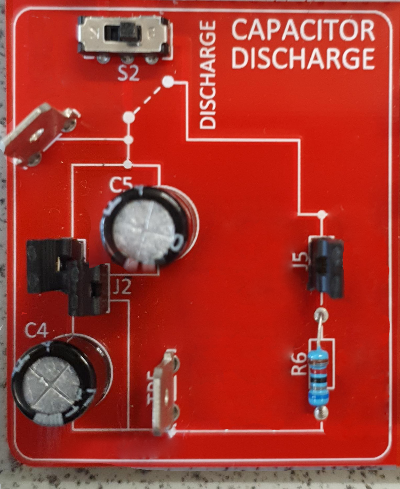 CAPACITOR
DISCHARGE
DISCHARGE
S2
C5
J5
J2
C4
R6